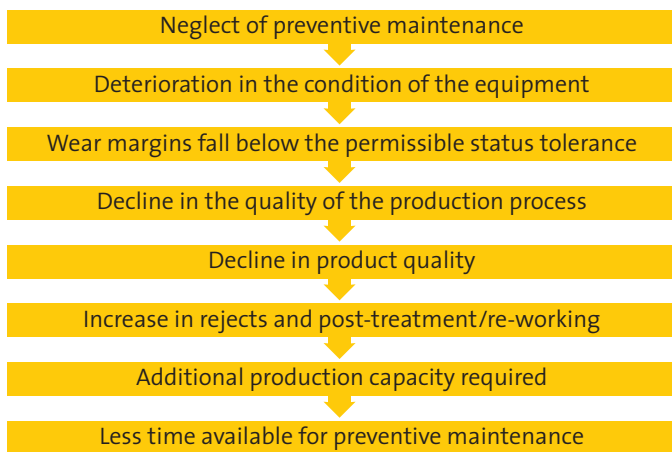 Neglect of preventive maintenance
Deterioration in the condition of the equipment
Wear margins fall below the permissible status tolerance
Decline in the quality of the production process
Decline in product quality
Increase in rejects and post-treatment/re-working
Additional production capacity required
Less time available for preventive maintenance